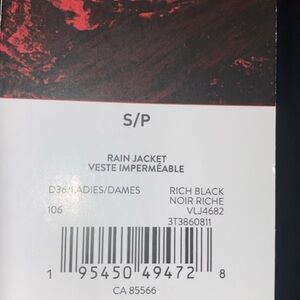 S/P
RAIN JACKET
VESTE IMPERMÉABLE
D36/LADIES/DAMES RICH BLACK
NOIR RICHE
106 VLJ4682
3T3860811
1 95450 49472 8
CA 85566